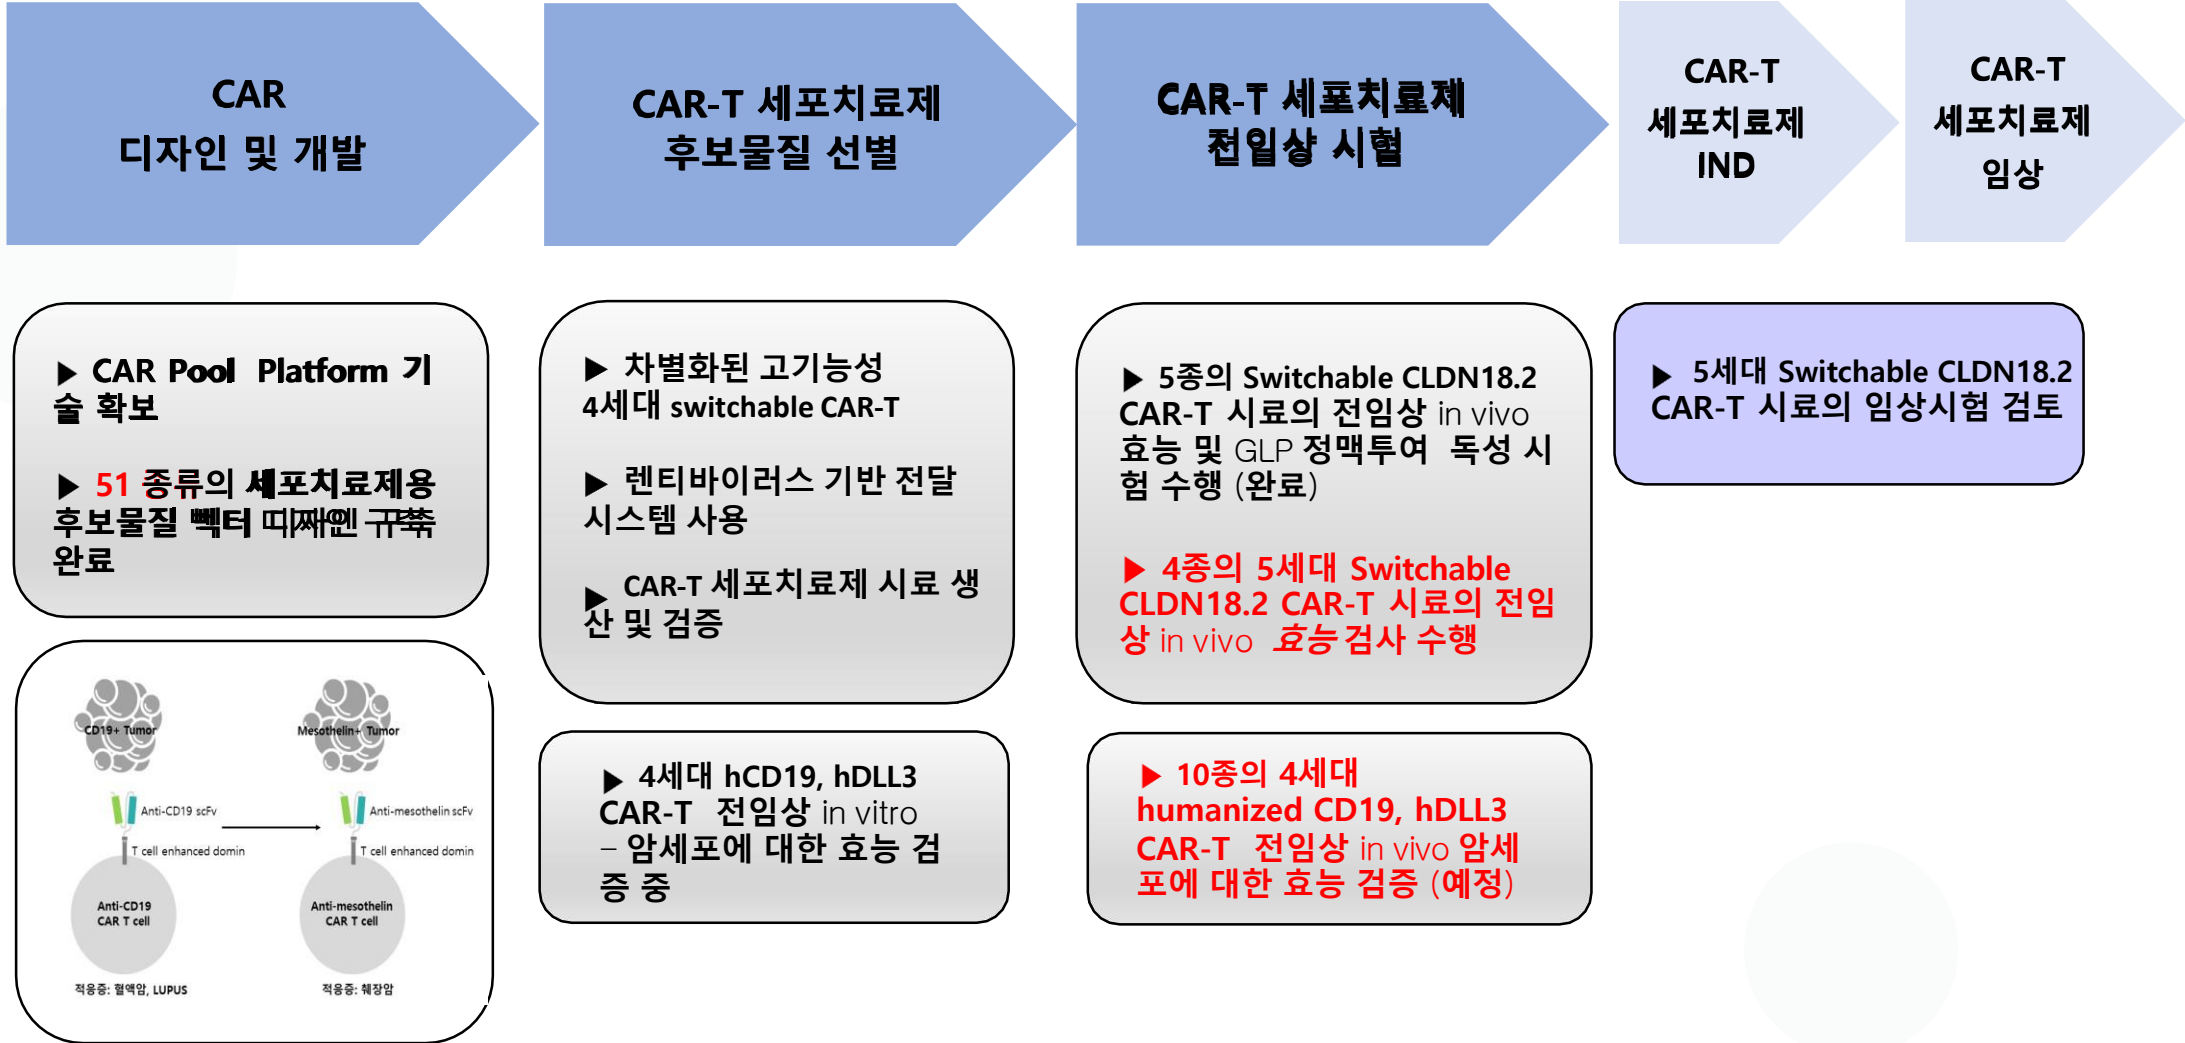 CAR
디자인 및 개발
CAR-T 세포치료제
후보물질 선별
CAR-T 세포치료제
전임상 시험
CAR-T
세포치료제
IND
CAR-T
세포치료제
임상
▶ CAR Pool Platform 기
술 확보
▶ 51 종류의 세포치료제용
후보물질 벡터 디자인 구축
완료
CD19+ Tumor
Mesothelin+ Tumor
Anti-CD19 scFv
Anti-mesothelin scFv
T cell enhanced domin
T cell enhanced domin
Anti-CD19
CAR T cell
Anti-mesothelin
CAR T cell
적응증: 혈액암, LUPUS
적응증: 췌장암
▶ 차별화된 고기능성
4세대 switchable CAR-T
▶ 렌티바이러스 기반 전달
시스템 사용
▶ CAR-T 세포치료제 시료 생
산 및 검증
▶ 4세대 hCD19, hDLL3
CAR-T 전임상 in vitro
– 암세포에 대한 효능 검
증 중
▶ 5종의 Switchable CLDN18.2
CAR-T 시료의 전임상 in vivo
효능 및 GLP 정맥투여 독성 시
험 수행 (완료)
▶ 4종의 5세대 Switchable
CLDN18.2 CAR-T 시료의 전임
상 in vivo 효능 검사 수행
▶ 10종의 4세대
humanized CD19, hDLL3
CAR-T 전임상 in vivo 암세
포에 대한 효능 검증 (예정)
▶ 5세대 Switchable CLDN18.2
CAR-T 시료의 임상시험 검토